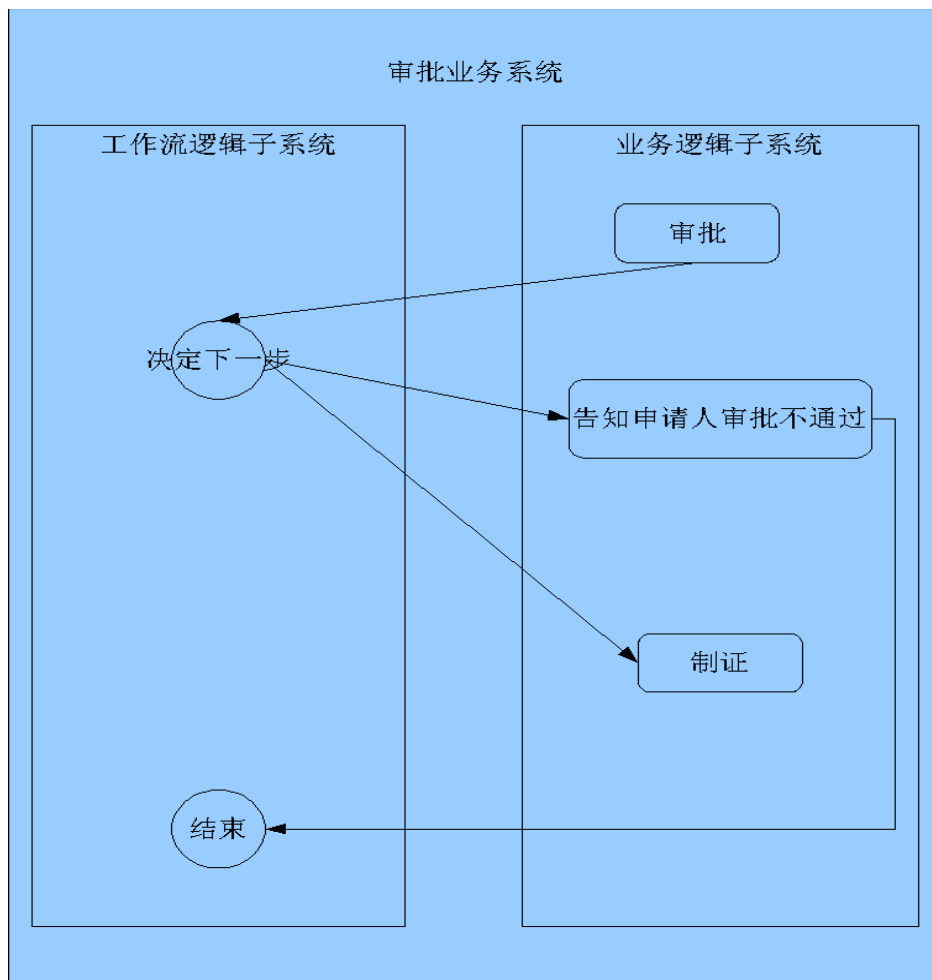 审批业务系统
工作流逻辑子系统
业务逻辑子系统
审批
决定下一步
告知申请人审批不通过
制证
结束